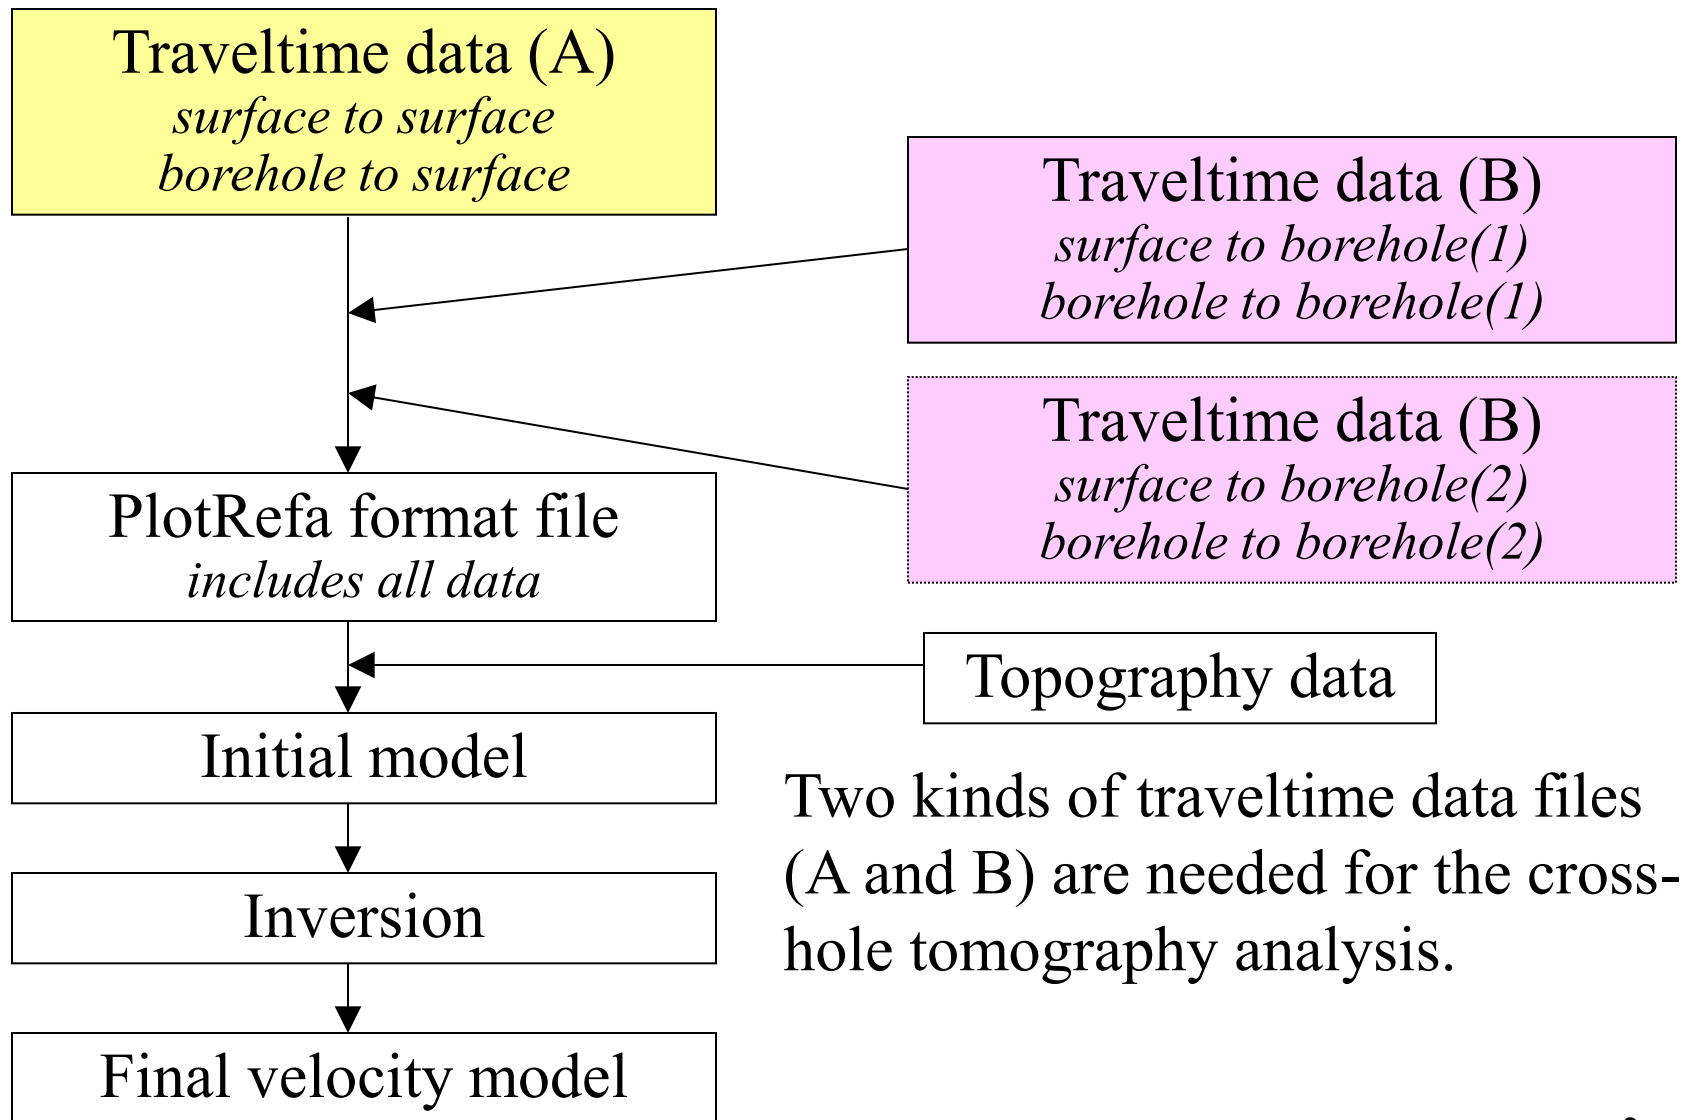 Traveltime data (A)
surface to surface
borehole to surface
Traveltime data (B)
surface to borehole(1)
borehole to borehole(1)
Traveltime data (B)
surface to borehole(2)
borehole to borehole(2)
PlotRefa format file
includes all data
Topography data
Initial model
Two kinds of traveltime data files
(A and B) are needed for the cross-
hole tomography analysis.
Inversion
Final velocity model